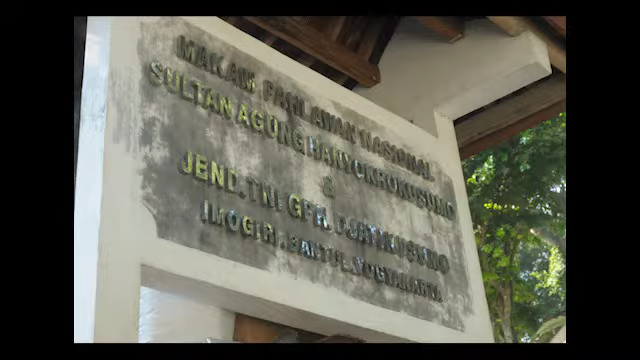 MAKAM PAHLAWAN NASIONAL
SULTAN AGUNG HANYOKROKUSUMO
&
JEND. TNI GPH. DJATIKUSUMO
IMOGIRI, BANTUL, YOGYAKARTA